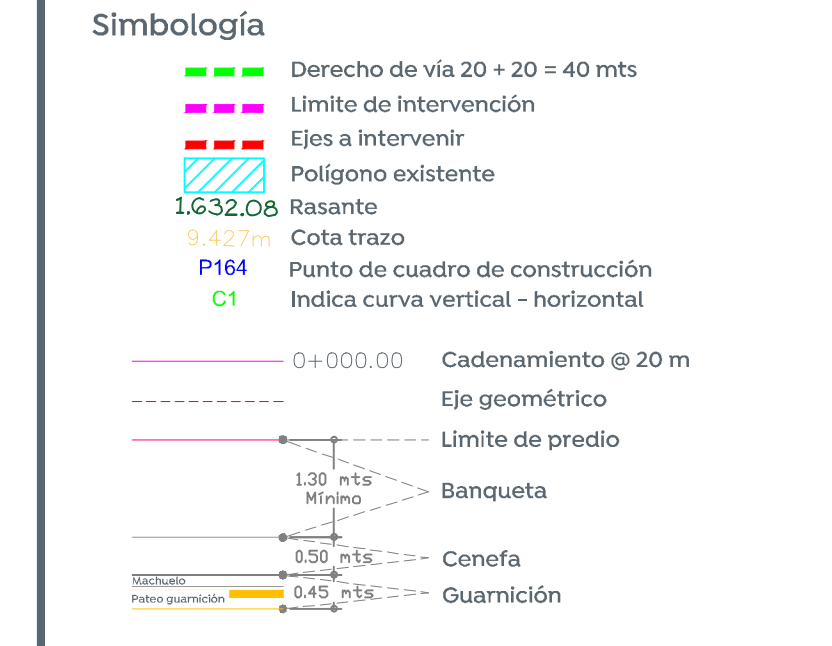 Simbología
Derecho de vía 20 + 20 = 40 mts
Limite de intervención
Ejes a intervenir
Polígono existente
1.632.08 Rasante
9.427m Cota trazo
P164 Punto de cuadro de construcción
C1 Indica curva vertical - horizontal
0+000.00 Cadenamiento @ 20 m
Eje geométrico
Limite de predio
1.30 mts
Mínimo
Banqueta
0.50 mts Cenefa
Machuelo
Pateo guarnición 0.45 mts Guarnición